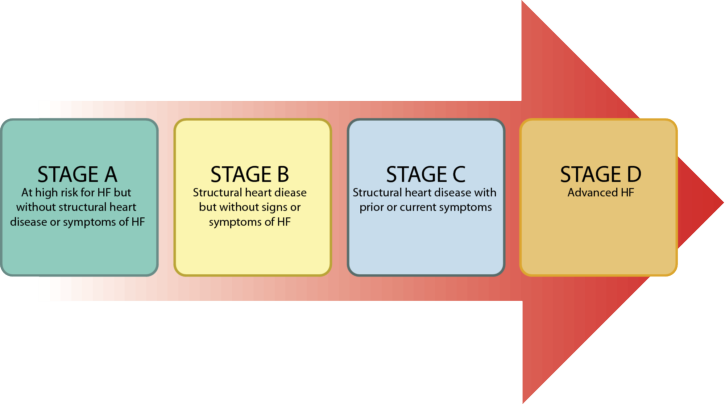 STAGE A
At high risk for HF but
without structural heart
disease or symptoms of HF
STAGE B
Structural heart diease
but without signs or
symptoms of HF
STAGE C
Structural heart disease with
prior or current symptoms
STAGE D
Advanced HF